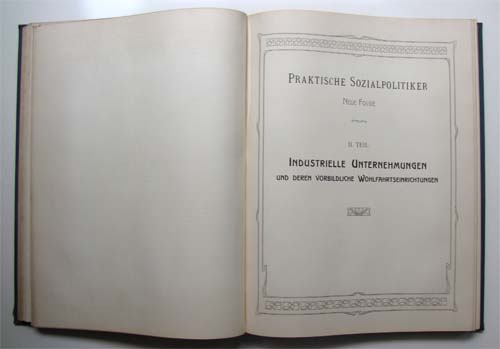 PRAKTISCHE SOZIALPOLITIKER
NEUE FOLGE
II. TEIL:
INDUSTRIELLE UNTERNEHMUNGEN
UND DEREN VORBILDLICHE WOHLFAHRTSEINRICHTUNGEN